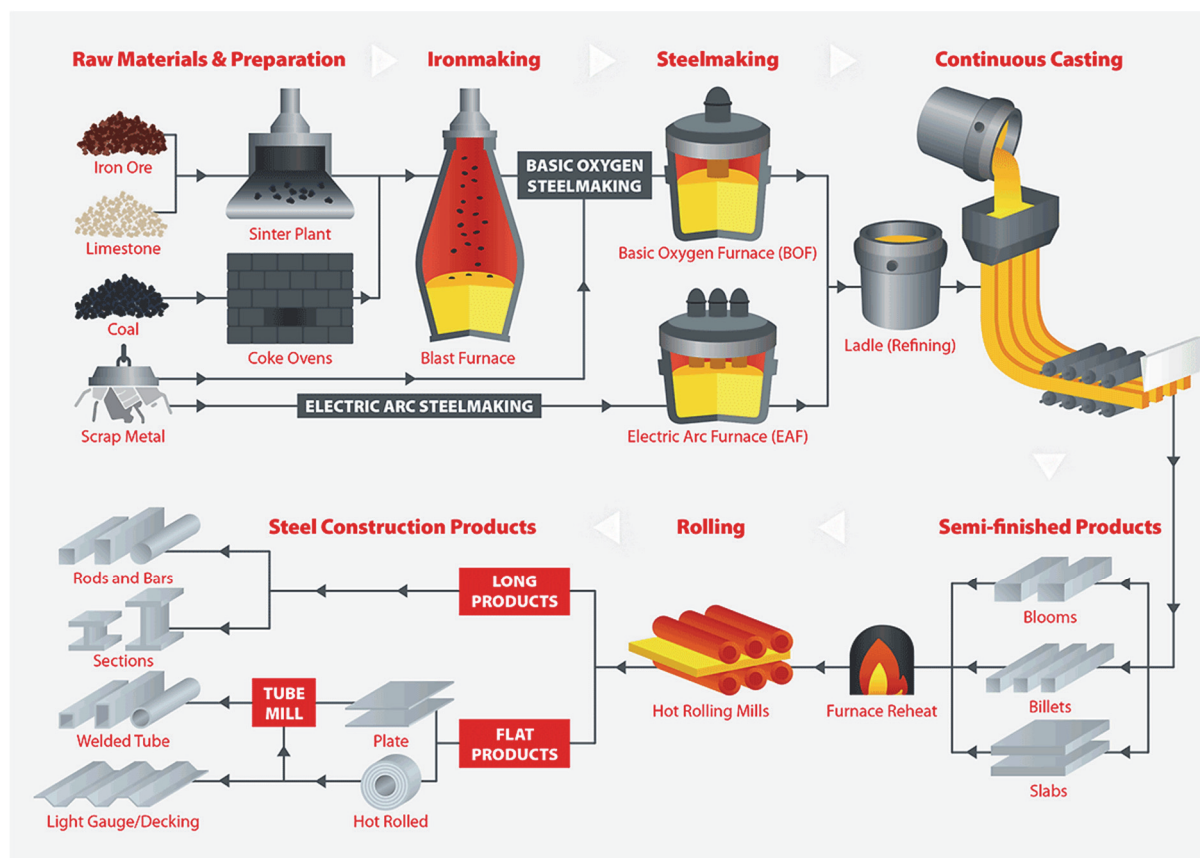 Raw Materials & Preparation
Ironmaking
Steelmaking
Continuous Casting
Iron Ore
Limestone
Sinter Plant
Coal
Coke Ovens
Blast Furnace
BASIC OXYGEN
STEELMAKING
Basic Oxygen Furnace (BOF)
Ladle (Refining)
Scrap Metal
ELECTRIC ARC STEELMAKING
Electric Arc Furnace (EAF)
Semi-finished Products
Rolling
Steel Construction Products
Blooms
Billets
Slabs
Furnace Reheat
Hot Rolling Mills
LONG
PRODUCTS
Rods and Bars
Sections
FLAT
PRODUCTS
Plate
TUBE
MILL
Welded Tube
Hot Rolled
Light Gauge/Decking